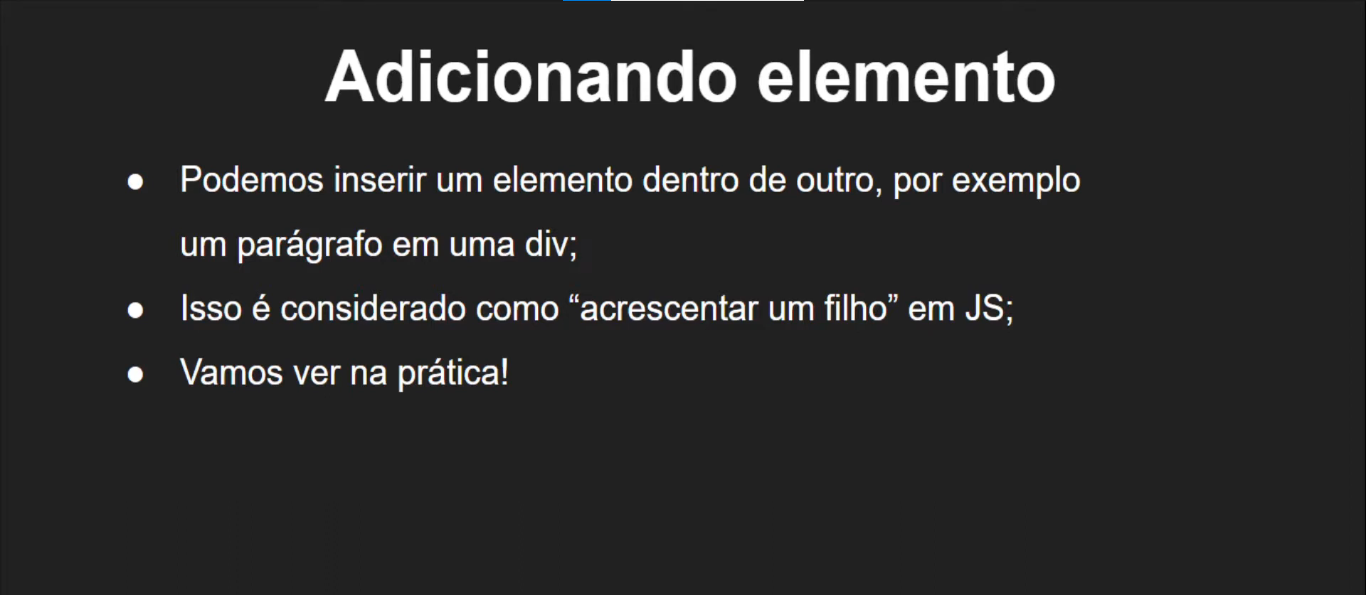 Adicionando elemento
● Podemos inserir um elemento dentro de outro, por exemplo
um parágrafo em uma div;
● Isso é considerado como “acrescentar um filho” em JS;
● Vamos ver na prática!